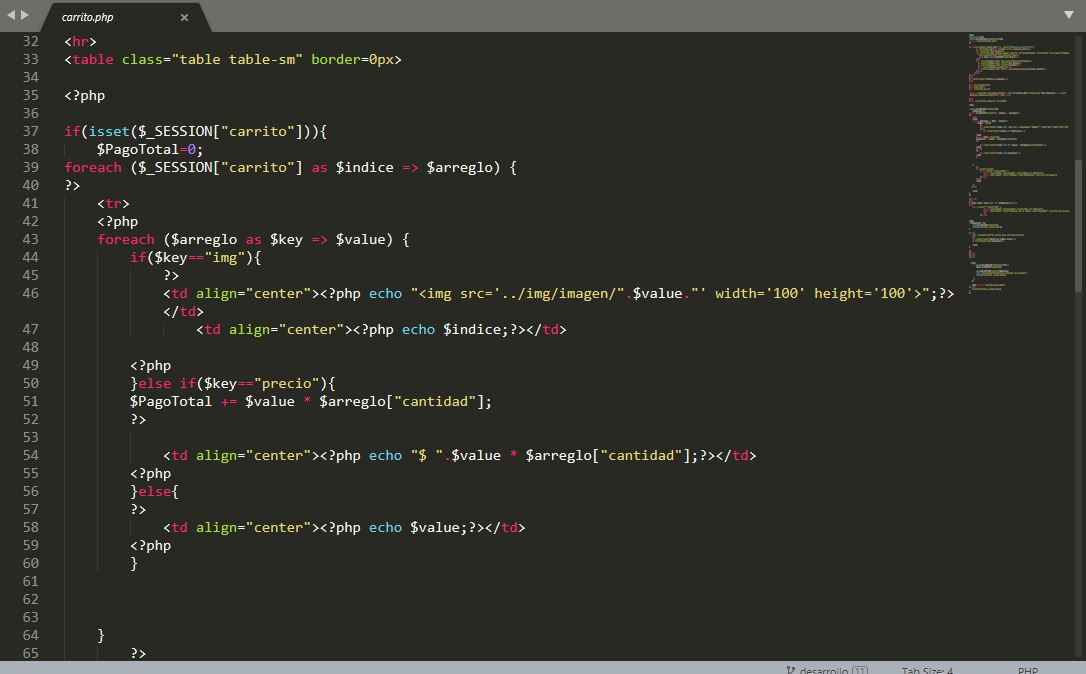 carrito.php ×
32 <hr>
33 <table class="table table-sm" border=0px>
34
35 <?php
36
37 if(isset($_SESSION["carrito"])){
38     $PagoTotal=0;
39 foreach ($_SESSION["carrito"] as $indice => $arreglo) {
40 ?>
41     <tr>
42     <?php
43     foreach ($arreglo as $key => $value) {
44         if($key=="img"){
45             ?>
46             <td align="center"><?php echo "<img src='../img/imagen/".$value."' width='100' height='100'>";?>
            </td>
47                 <td align="center"><?php echo $indice;?></td>
48
49         <?php
50         }else if($key=="precio"){
51         $PagoTotal += $value * $arreglo["cantidad"];
52         ?>
53
54             <td align="center"><?php echo "$ ".$value * $arreglo["cantidad"];?></td>
55         <?php
56         }else{
57         ?>
58             <td align="center"><?php echo $value;?></td>
59         <?php
60         }
61
62
63
64     }
65         ?>
desarrollo 11 Tab Size: 4 PHP